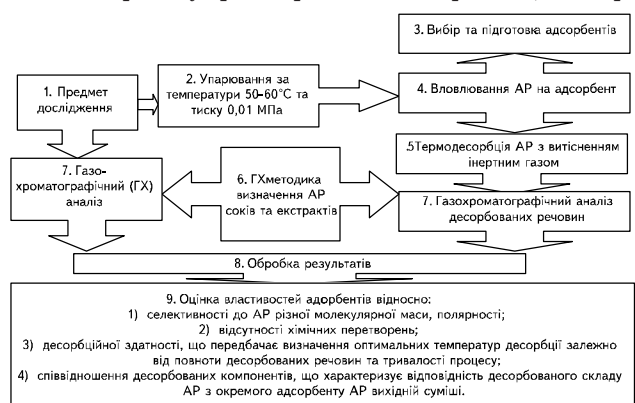 3. Вибір та підготовка адсорбентів
1. Предмет
дослідження
2. Упарювання за
температури 50-60°С та
тиску 0,01 МПа
4. Вловлювання АР на адсорбент
.5Термодесорбція АР з витісненням
інертним газом
7. Газо-
хроматографічний (ГХ)
аналіз
6. ГХметодика
визначення АР
соків та екстрактів
7. Газохроматографічний аналіз
десорбованих речовин
8. Обробка результатів
9. Оцінка властивостей адорбентів відносно:
1) селективності до АР різної молекулярної маси, полярності;
2) відсутності хімічних перетворень;
3) десорбційної здатності, що передбачає визначення оптимальних температур десорбції залежно
від повноти десорбованих речовин та тривалості процесу;
4) співвідношення десорбованих компонентів, що характеризує відповідність десорбованого складу
АР з окремого адсорбенту АР вихідній суміші.